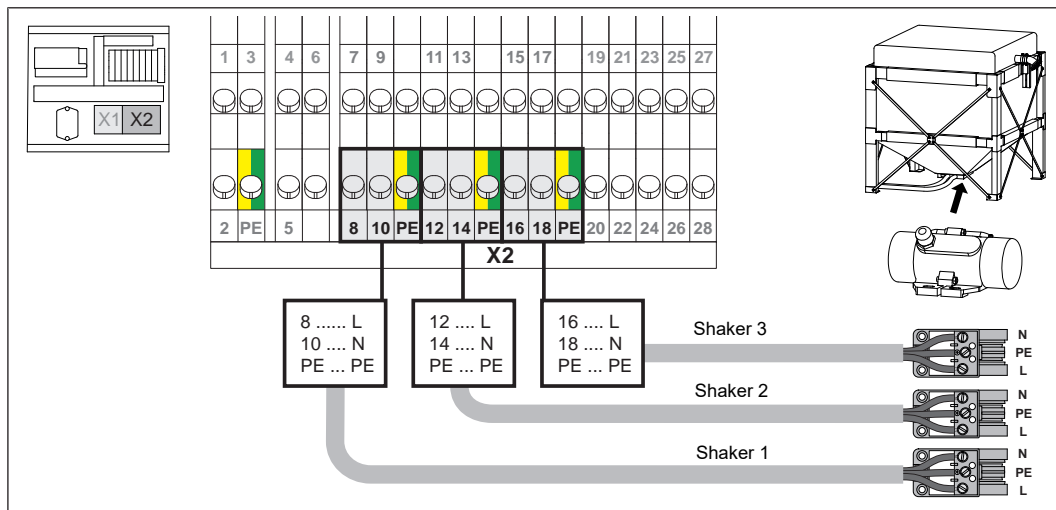 X1 X2
1 3 4 6 7 9 11 13 15 17 19 21 23 25 27
2 PE 5 8 10 PE 12 14 PE 16 18 PE 20 22 24 26 28
X2
8 ...... L
10 .... N
PE ... PE
12 .... L
14 .... N
PE ... PE
16 .... L
18 .... N
PE ... PE
Shaker 3
N
PE
L
Shaker 2
N
PE
L
Shaker 1
N
PE
L